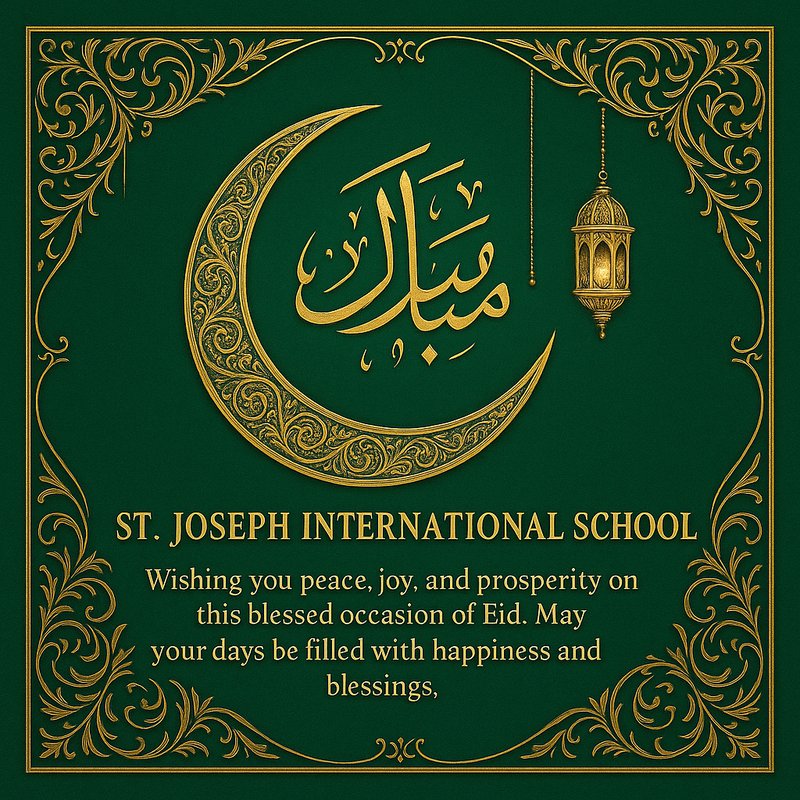 مبارك
ST. JOSEPH INTERNATIONAL SCHOOL
Wishing you peace, joy, and prosperity on
this blessed occasion of Eid. May
your days be filled with happiness and
blessings,